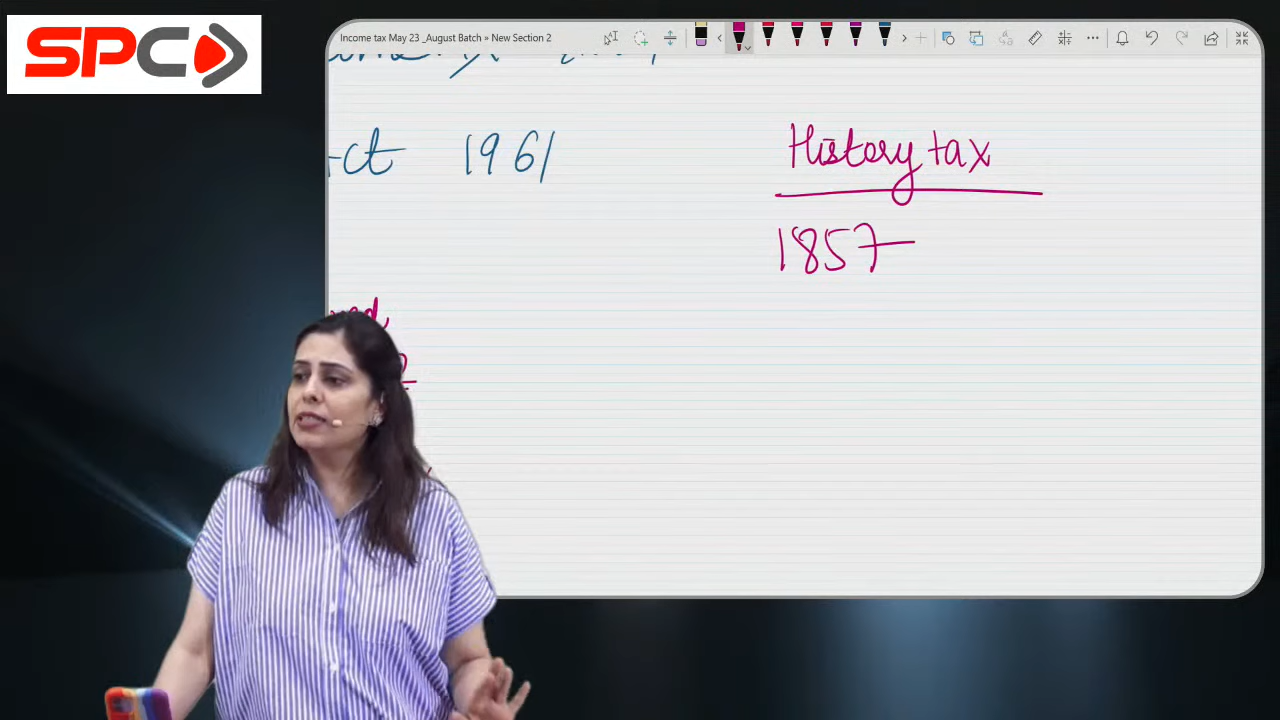 SPC
Income tax May 23 _August Batch » New Section 2
ct 1961
History tax
1857